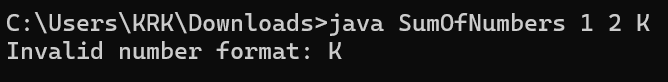 C:\Users\KRK\Downloads>java SumOfNumbers 1 2 K
Invalid number format: K